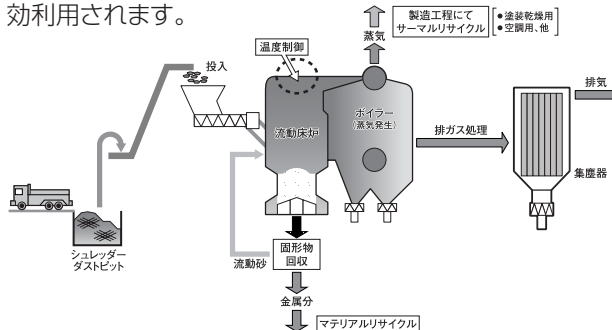 効利用されます。
製造工程にて
サーマルリサイクル
●塗装乾燥用
●空調用、他
蒸気
温度制御
投入
排気
ボイラー
(蒸気発生)
流動床炉
排ガス処理
集塵器
シュレッダー
ダストピット
流動砂
固形物
回収
金属分
マテリアルリサイクル